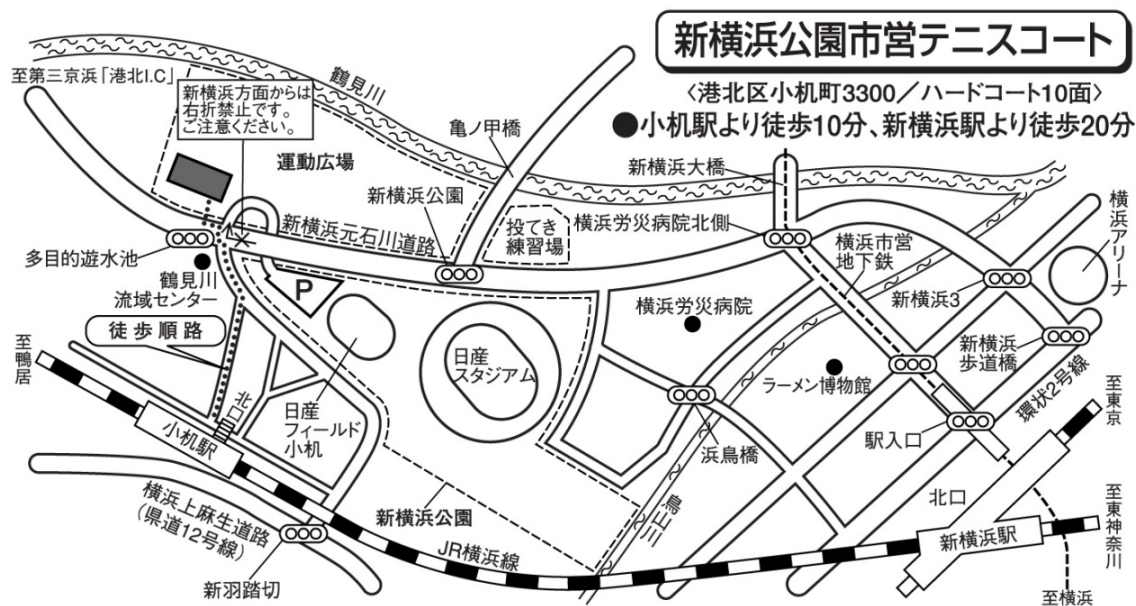 新横浜公園市営テニスコート
〈港北区小机町3300／ハードコート10面〉
●小机駅より徒歩10分、新横浜駅より徒歩20分
至第三京浜「港北I.C」
新横浜方面からは
右折禁止です。
ご注意ください。
鶴見川
亀ノ甲橋
運動広場
新横浜公園
新横浜元石川道路
投てき
練習場
新横浜大橋
横浜労災病院北側
横浜市営
地下鉄
横浜アリーナ
新横浜3
多目的遊水池
鶴見川
流域センター
P
徒歩順路
横浜労災病院
新横浜
歩道橋
日産
スタジアム
ラーメン博物館
環状2号線
至鴨居
北口
小机駅
日産
フィールド
小机
浜鳥橋
駅入口
至東京
横浜上麻生道路
（県道12号線）
新横浜公園
北口
新横浜駅
至東神奈川
JR横浜線
新羽踏切
至横浜